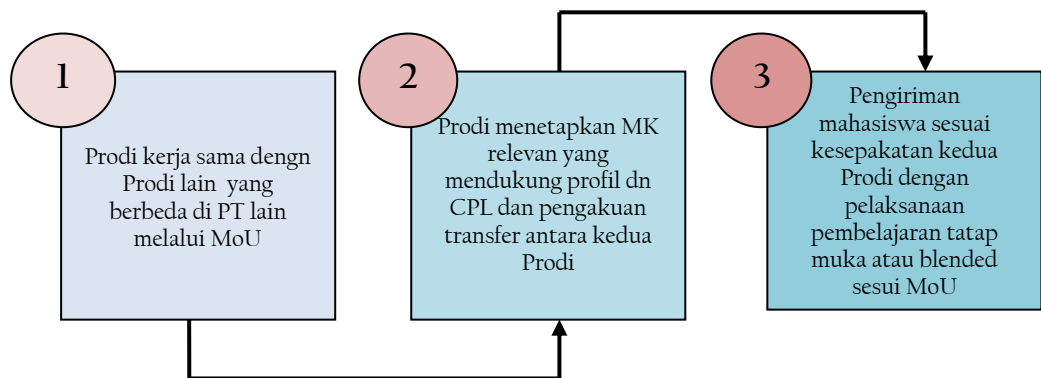 1
Prodi kerja sama dengn
Prodi lain yang
berbeda di PT lain
melalui MoU
2
Prodi menetapkan MK
relevan yang
mendukung profil dn
CPL dan pengakuan
transfer antara kedua
Prodi
3
Pengiriman
mahasiswa sesuai
kesepakatan kedua
Prodi dengan
pelaksanaan
pembelajaran tatap
muka atau blended
sesui MoU